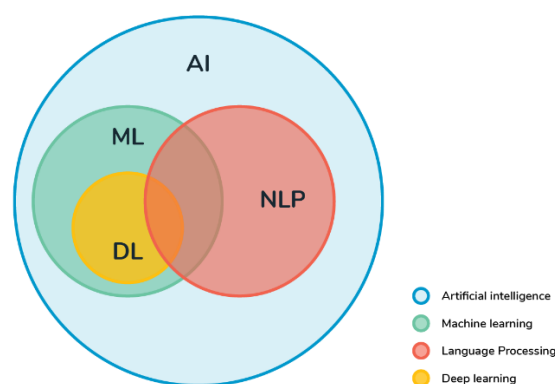 AI
ML
NLP
DL
Artificial intelligence
Machine learning
Language Processing
Deep learning